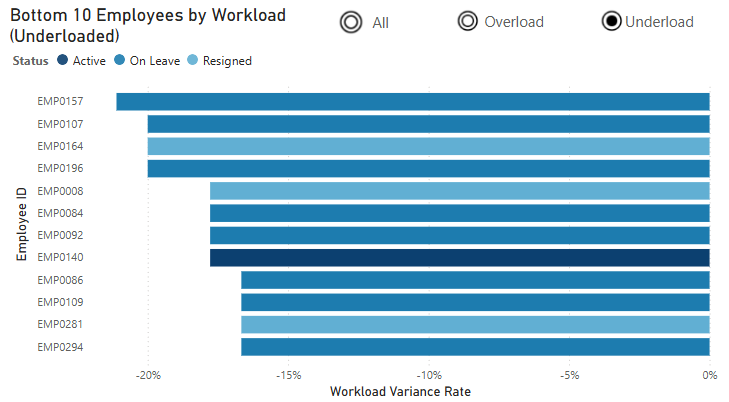 Bottom 10 Employees by Workload
(Underloaded)
All
Overload
Underload
Status Active On Leave Resigned
EMP0157
EMP0107
EMP0164
EMP0196
EMP0008
EMP0084
EMP0092
EMP0140
EMP0086
EMP0109
EMP0281
EMP0294
Employee ID
-20% -15% -10% -5% 0%
Workload Variance Rate